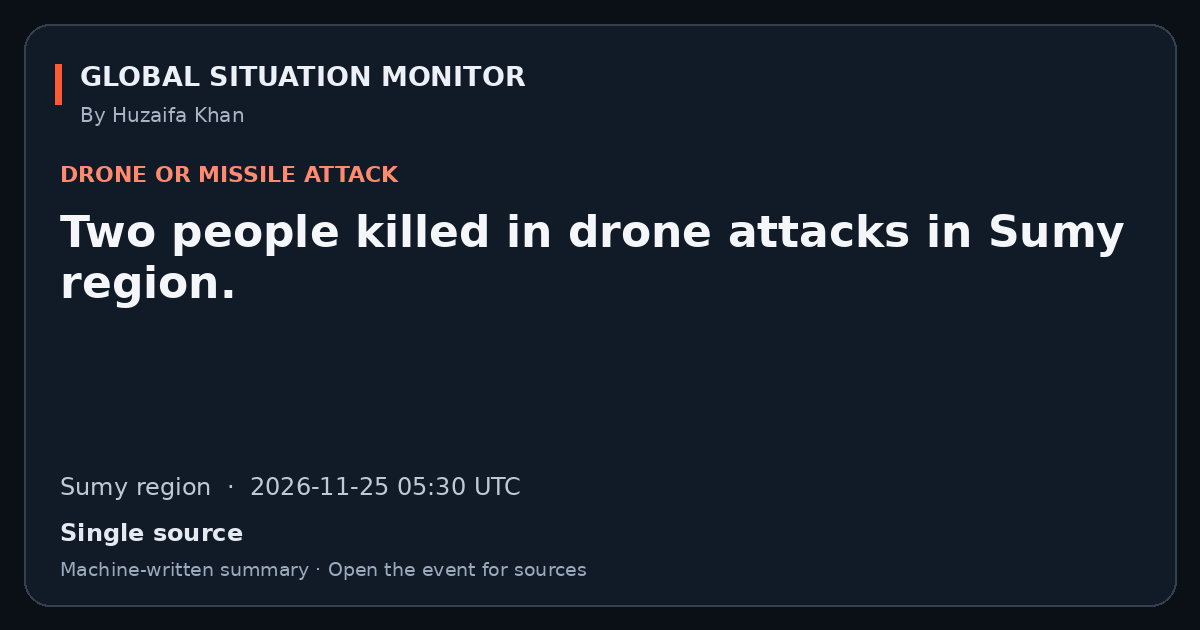 GLOBAL SITUATION MONITOR
By Huzaifa Khan
DRONE OR MISSILE ATTACK
Two people killed in drone attacks in Sumy
region.
Sumy region · 2026-11-25 05:30 UTC
Single source
Machine-written summary · Open the event for sources